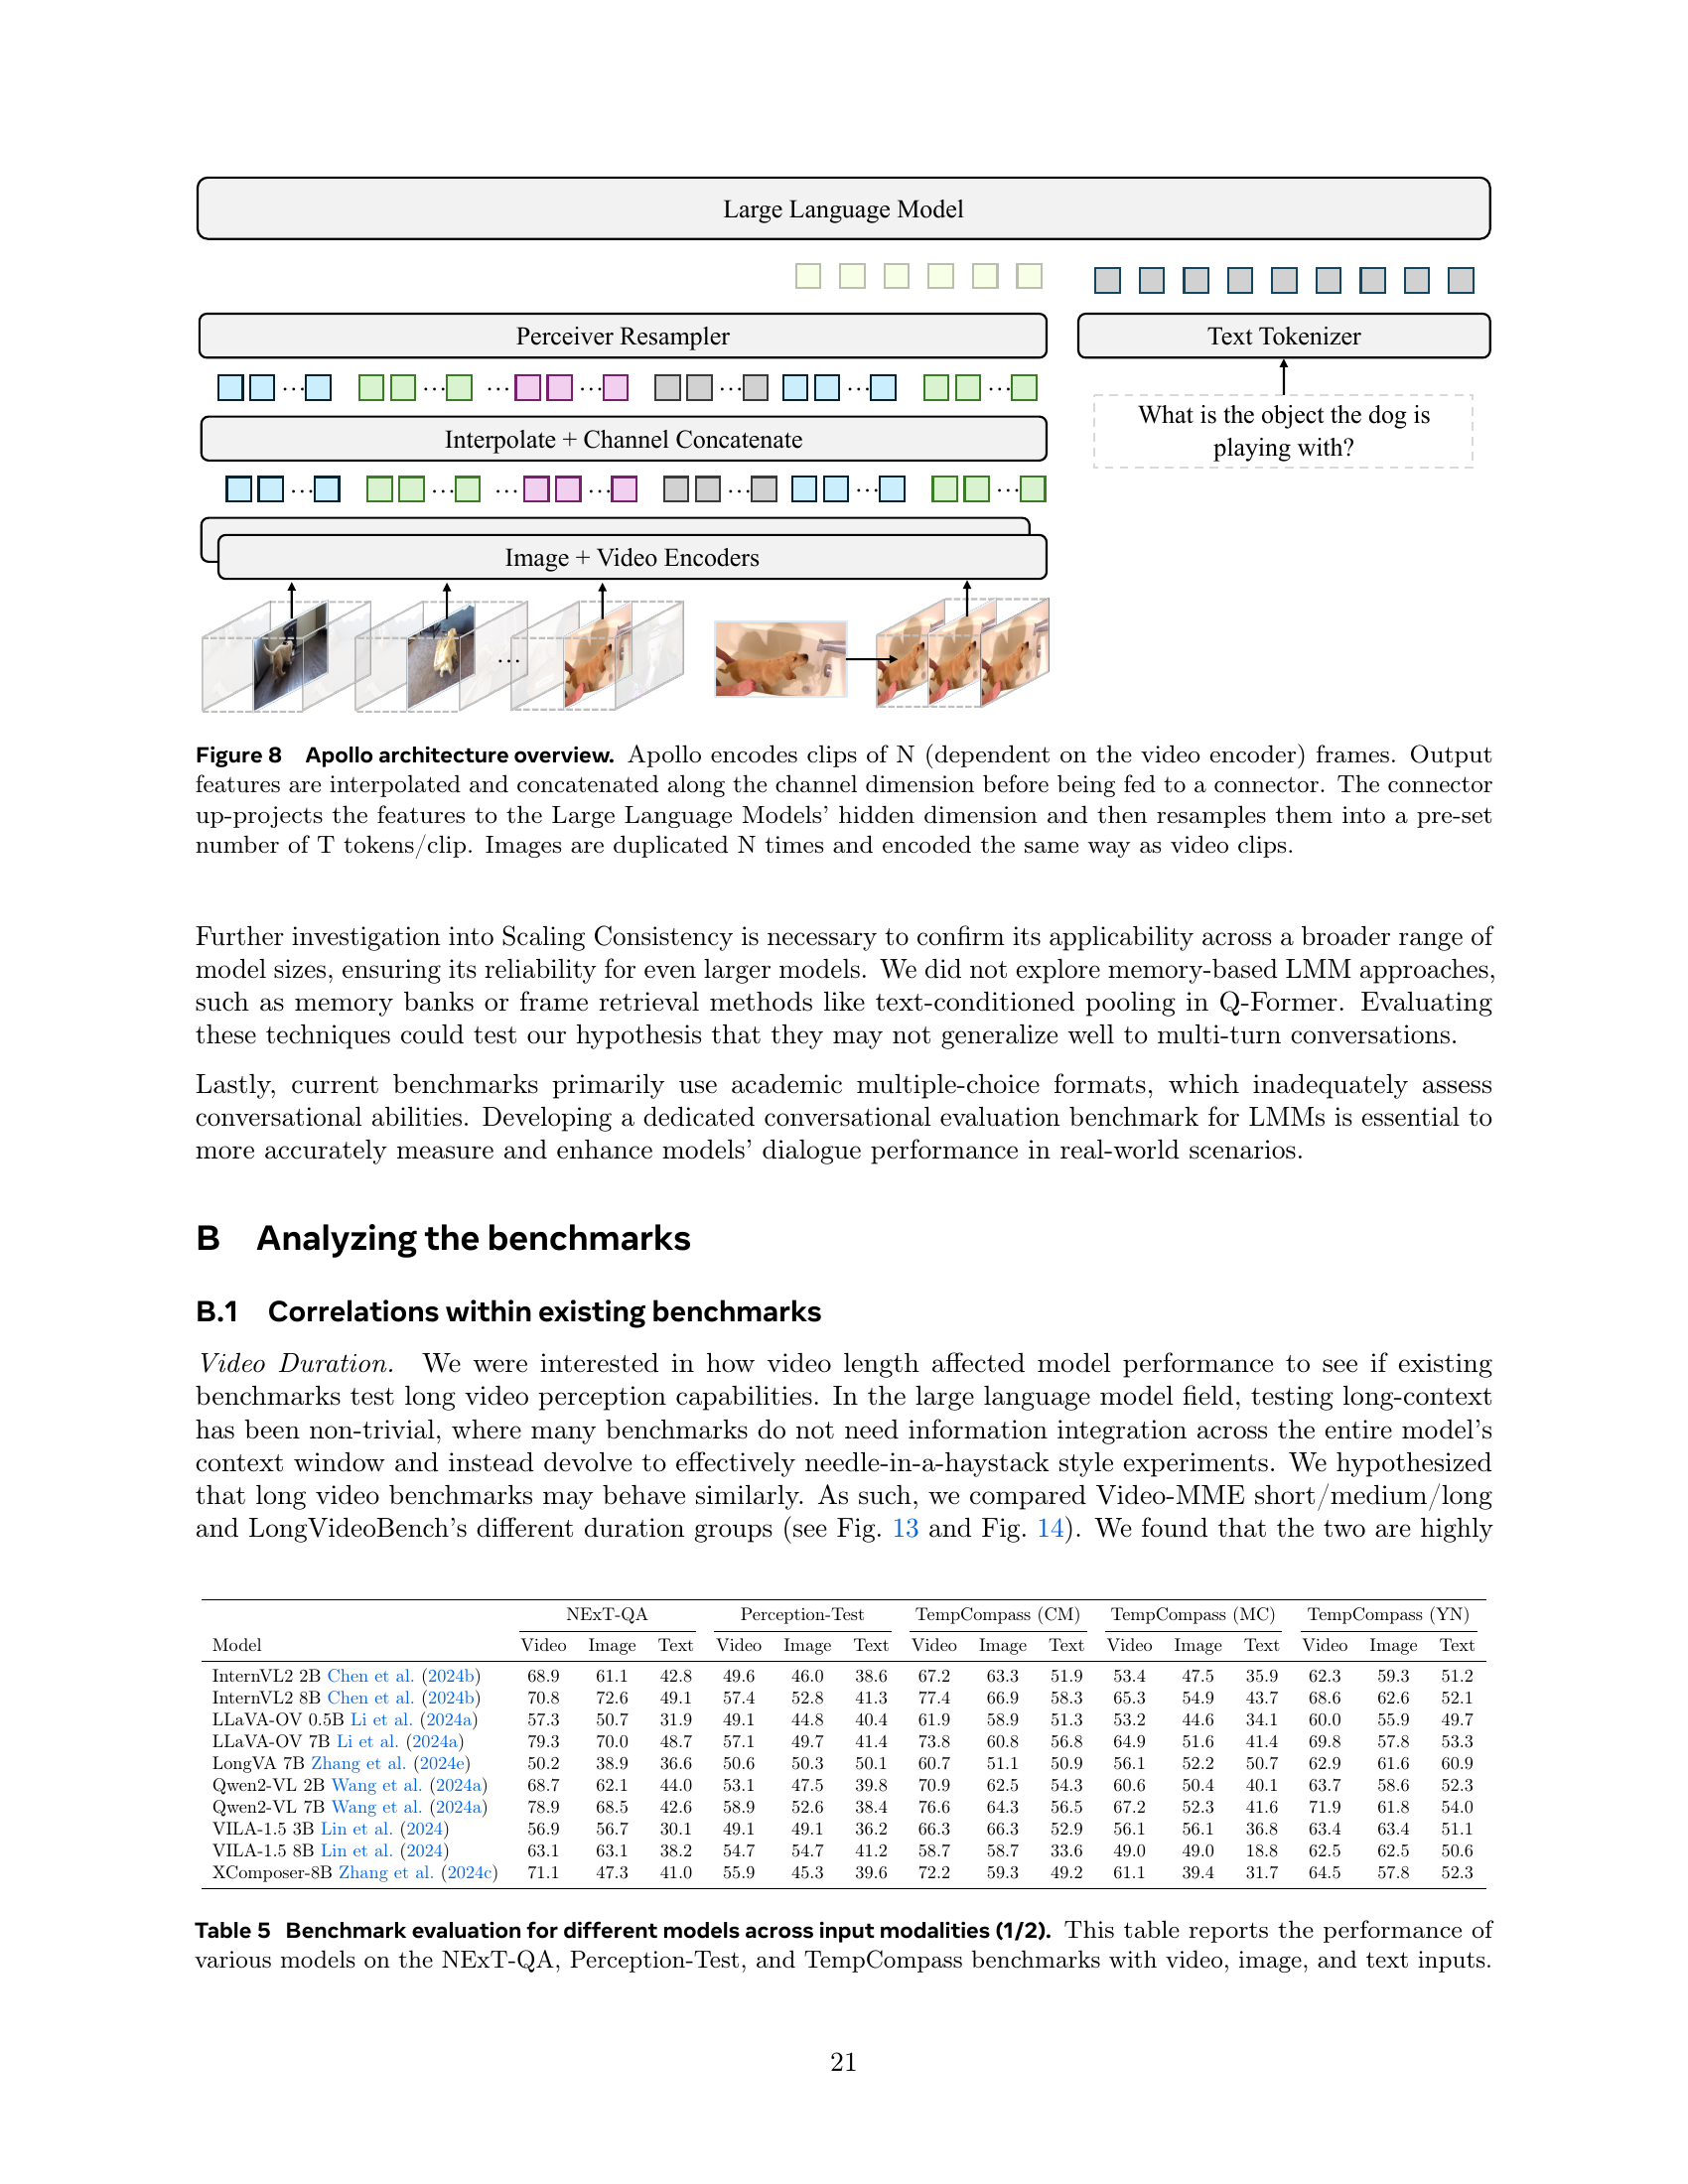 Large Language Model
Perceiver Resampler
Text Tokenizer
What is the object the dog is
playing with?
Interpolate + Channel Concatenate
Image + Video Encoders
Figure 8 Apollo architecture overview. Apollo encodes clips of N (dependent on the video encoder) frames. Output
features are interpolated and concatenated along the channel dimension before being fed to a connector. The connector
up-projects the features to the Large Language Models' hidden dimension and then resamples them into a pre-set
number of T tokens/clip. Images are duplicated N times and encoded the same way as video clips.
Further investigation into Scaling Consistency is necessary to confirm its applicability across a broader range of
model sizes, ensuring its reliability for even larger models. We did not explore memory-based LMM approaches,
such as memory banks or frame retrieval methods like text-conditioned pooling in Q-Former. Evaluating
these techniques could test our hypothesis that they may not generalize well to multi-turn conversations.
Lastly, current benchmarks primarily use academic multiple-choice formats, which inadequately assess
conversational abilities. Developing a dedicated conversational evaluation benchmark for LMMs is essential to
more accurately measure and enhance models' dialogue performance in real-world scenarios.
B Analyzing the benchmarks
B.1 Correlations within existing benchmarks
Video Duration. We were interested in how video length affected model performance to see if existing
benchmarks test long video perception capabilities. In the large language model field, testing long-context
has been non-trivial, where many benchmarks do not need information integration across the entire model's
context window and instead devolve to effectively needle-in-a-haystack style experiments. We hypothesized
that long video benchmarks may behave similarly. As such, we compared Video-MME short/medium/long
and LongVideoBench's different duration groups (see Fig. 13 and Fig. 14). We found that the two are highly
NExT-QA Perception-Test TempCompass (CM) TempCompass (MC) TempCompass (YN)
Model Video Image Text Video Image Text Video Image Text Video Image Text Video Image Text
InternVL2 2B Chen et al. (2024b) 68.9 61.1 42.8 49.6 46.0 38.6 67.2 63.3 51.9 53.4 47.5 35.9 62.3 59.3 51.2
InternVL2 8B Chen et al. (2024b) 70.8 72.6 49.1 57.4 52.8 41.3 77.4 66.9 58.3 65.3 54.9 43.7 68.6 62.6 52.1
LLaVA-OV 0.5B Li et al. (2024a) 57.3 50.7 31.9 49.1 44.8 40.4 61.9 58.9 51.3 53.2 44.6 34.1 60.0 55.9 49.7
LLaVA-OV 7B Li et al. (2024a) 79.3 70.0 48.7 57.1 49.7 41.4 73.8 60.8 56.8 64.9 51.6 41.4 69.8 57.8 53.3
LongVA 7B Zhang et al. (2024e) 50.2 38.9 36.6 50.6 50.3 50.1 60.7 51.1 50.9 56.1 52.2 50.7 62.9 61.6 60.9
Qwen2-VL 2B Wang et al. (2024a) 68.7 62.1 44.0 53.1 47.5 39.8 70.9 62.5 54.3 60.6 50.4 40.1 63.7 58.6 52.3
Qwen2-VL 7B Wang et al. (2024a) 78.9 68.5 42.6 58.9 52.6 38.4 76.6 64.3 56.5 67.2 52.3 41.6 71.9 61.8 54.0
VILA-1.5 3B Lin et al. (2024) 56.9 56.7 30.1 49.1 49.1 36.2 66.3 66.3 52.9 56.1 56.1 36.8 63.4 63.4 51.1
VILA-1.5 8B Lin et al. (2024) 63.1 63.1 38.2 54.7 54.7 41.2 58.7 58.7 33.6 49.0 49.0 18.8 62.5 62.5 50.6
XComposer-8B Zhang et al. (2024c) 71.1 47.3 41.0 55.9 45.3 39.6 72.2 59.3 49.2 61.1 39.4 31.7 64.5 57.8 52.3
Table 5 Benchmark evaluation for different models across input modalities (1/2). This table reports the performance of
various models on the NExT-QA, Perception-Test, and TempCompass benchmarks with video, image, and text inputs.
21